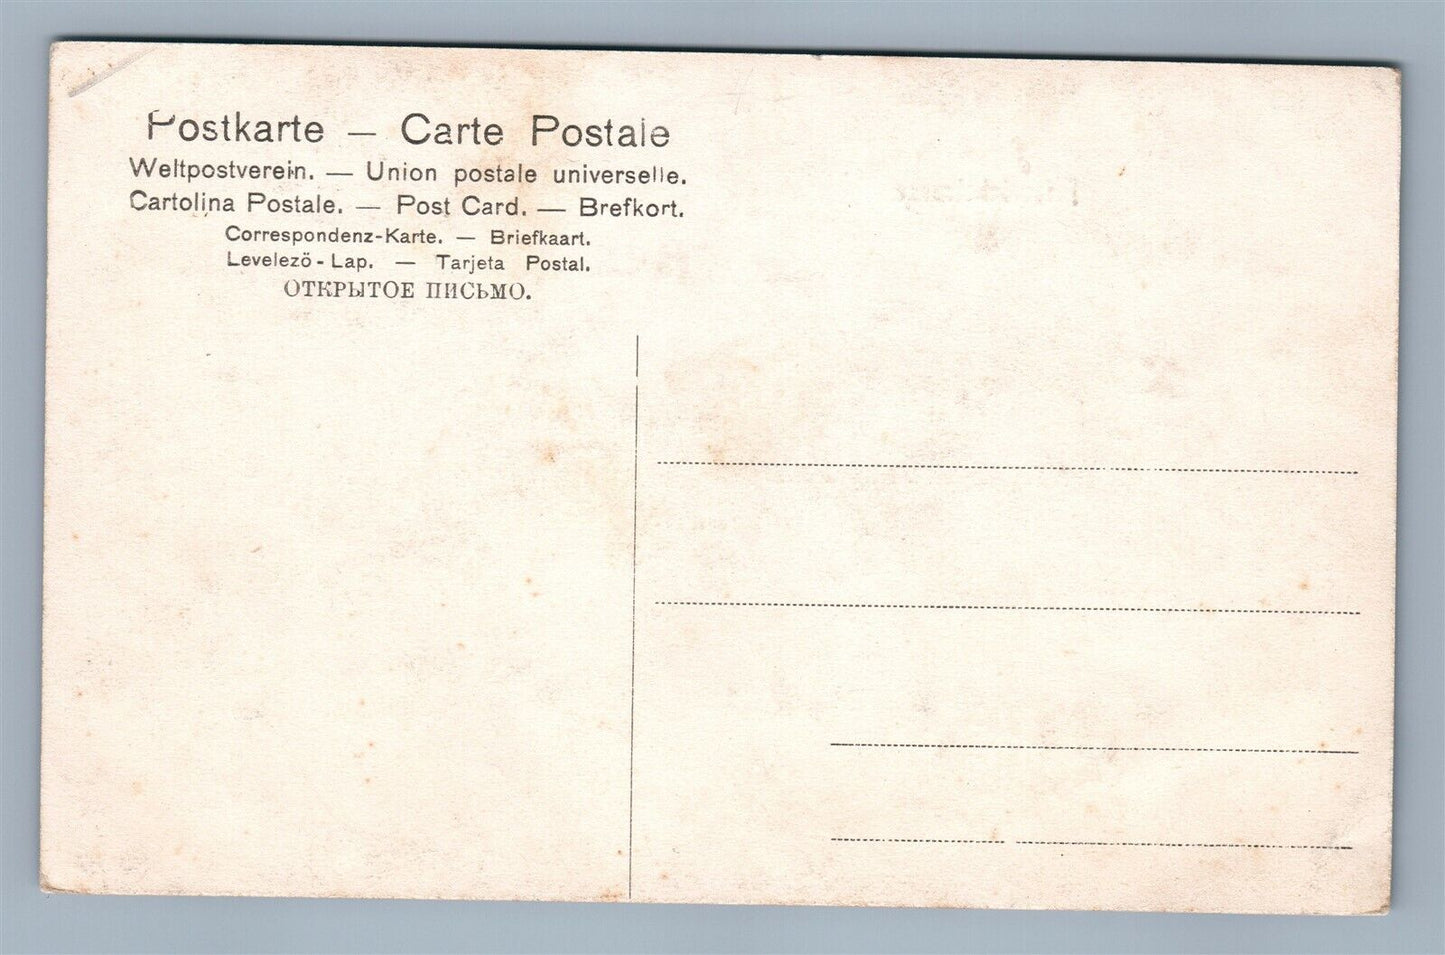 Postkarte — Carte Postale
Weltpostverein. — Union postale universelle.
Cartolina Postale. — Post Card. — Brefkort.
Correspondenz-Karte. — Briefkaart.
Levelezö-Lap. — Tarjeta Postal.
ОТКРЫТОЕ ПИСЬМО.